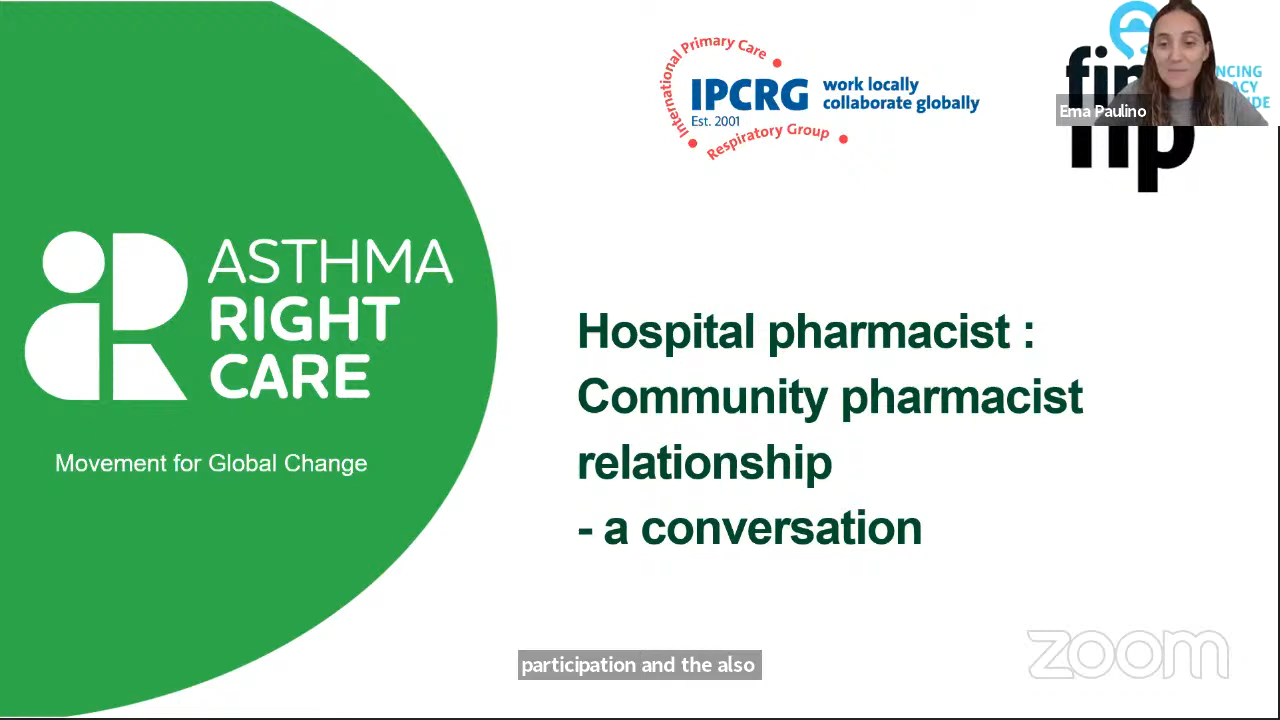 International Primary Care
IPCRG
Est. 2001
Respiratory Group
work locally
collaborate globally
fip
Ema Paulino
ASTHMA
RIGHT
CARE
Movement for Global Change
Hospital pharmacist :
Community pharmacist
relationship
- a conversation
participation and the also
zoom